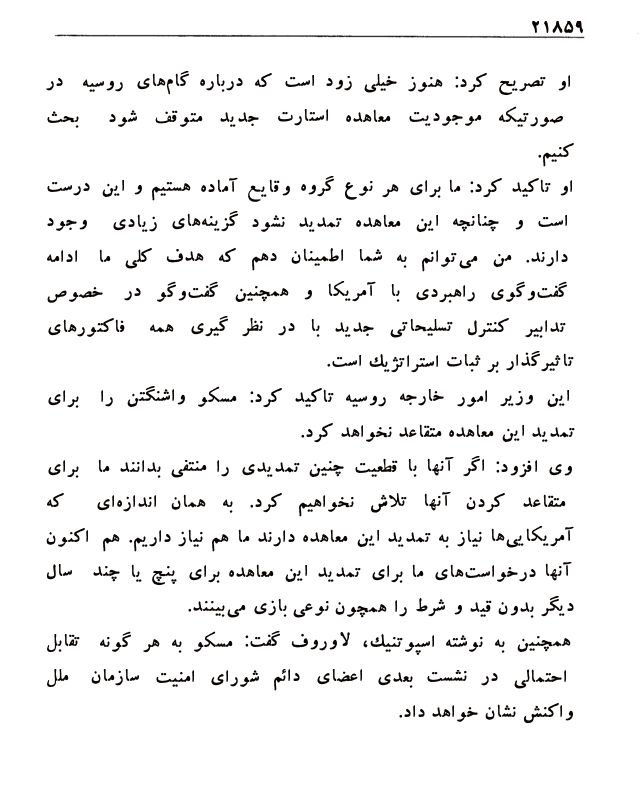 ۲۱۸۵۹
او تصریح کرد: هنوز خیلی زود است که درباره گام‌های روسیه در
صورتیکه موجودیت معاهده استارت جدید متوقف شود بحث
کنیم.
او تاکید کرد: ما برای هر نوع گروه وقایع آماده هستیم و این درست
است و چنانچه این معاهده تمدید نشود گزینه‌های زیادی وجود
دارند. من می‌توانم به شما اطمینان دهم که هدف کلی ما ادامه
گفت‌وگوی راهبردی با آمریکا و همچنین گفت‌وگو در خصوص
تدابیر کنترل تسلیحاتی جدید با در نظر گیری همه فاکتورهای
تاثیرگذار بر ثبات استراتژیك است.
این وزیر امور خارجه روسیه تاکید کرد: مسکو واشنگتن را برای
تمدید این معاهده متقاعد نخواهد کرد.
وی افزود: اگر آنها با قطعیت چنین تمدیدی را منتفی بدانند ما برای
متقاعد کردن آنها تلاش نخواهیم کرد. به همان اندازه‌ای که
آمریکایی‌ها نیاز به تمدید این معاهده دارند ما هم نیاز داریم. هم اکنون
آنها درخواست‌های ما برای تمدید این معاهده برای پنج یا چند سال
دیگر بدون قید و شرط را همچون نوعی بازی می‌بینند.
همچنین به نوشته اسپوتنیك، لاوروف گفت: مسکو به هر گونه تقابل
احتمالی در نشست بعدی اعضای دائم شورای امنیت سازمان ملل
واکنش نشان خواهد داد.